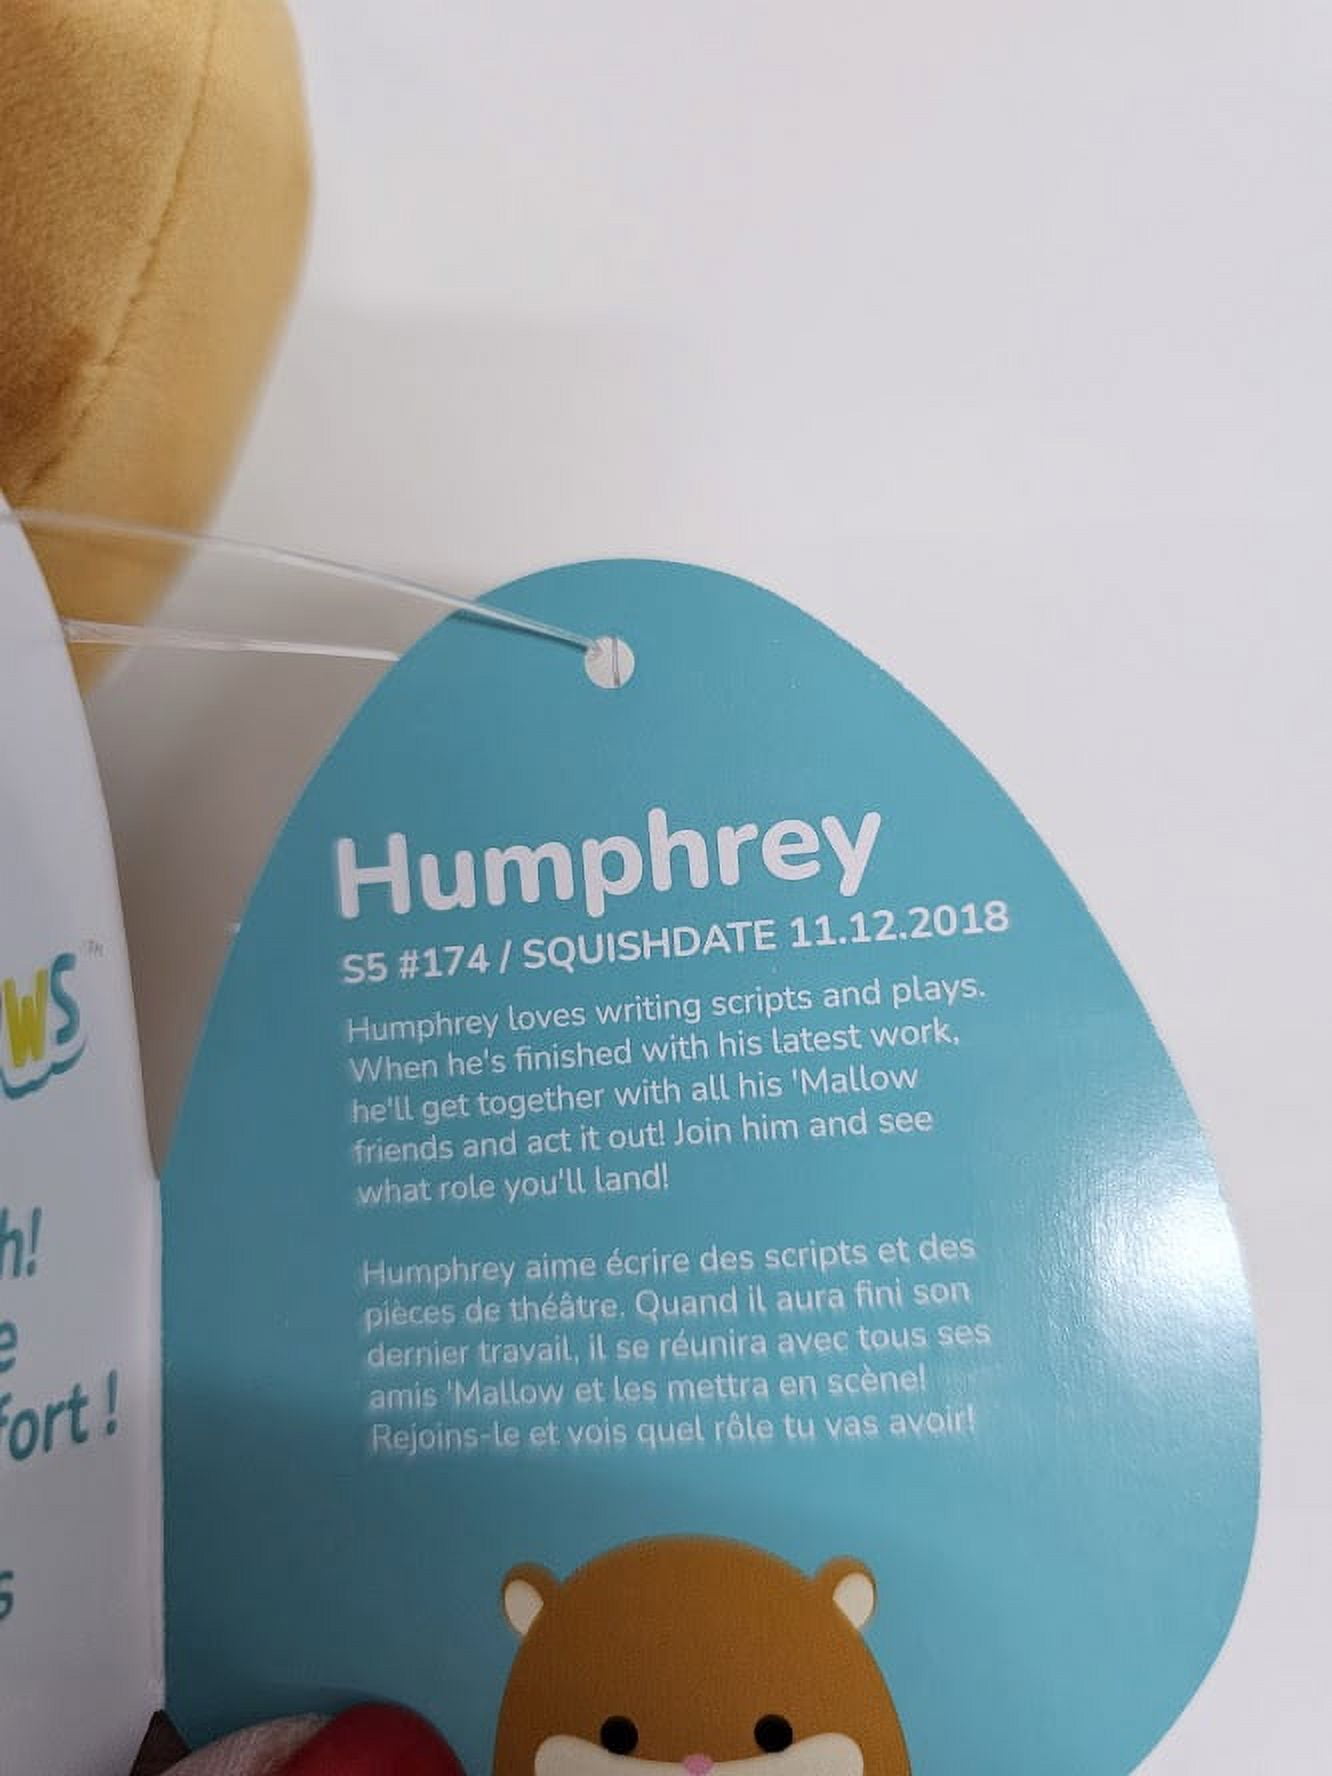 Humphrey
S5 #174 / SQUISHDATE 11.12.2018
Humphrey loves writing scripts and plays.
When he's finished with his latest work,
he'll get together with all his 'Mallow
friends and act it out! Join him and see
what role you'll land!
Humphrey aime écrire des scripts et des
pièces de théâtre. Quand il aura fini son
dernier travail, il se réunira avec tous ses
amis 'Mallow et les mettra en scène!
Rejoins-le et vois quel rôle tu vas avoir!
ws™
h!
e
fort !
s